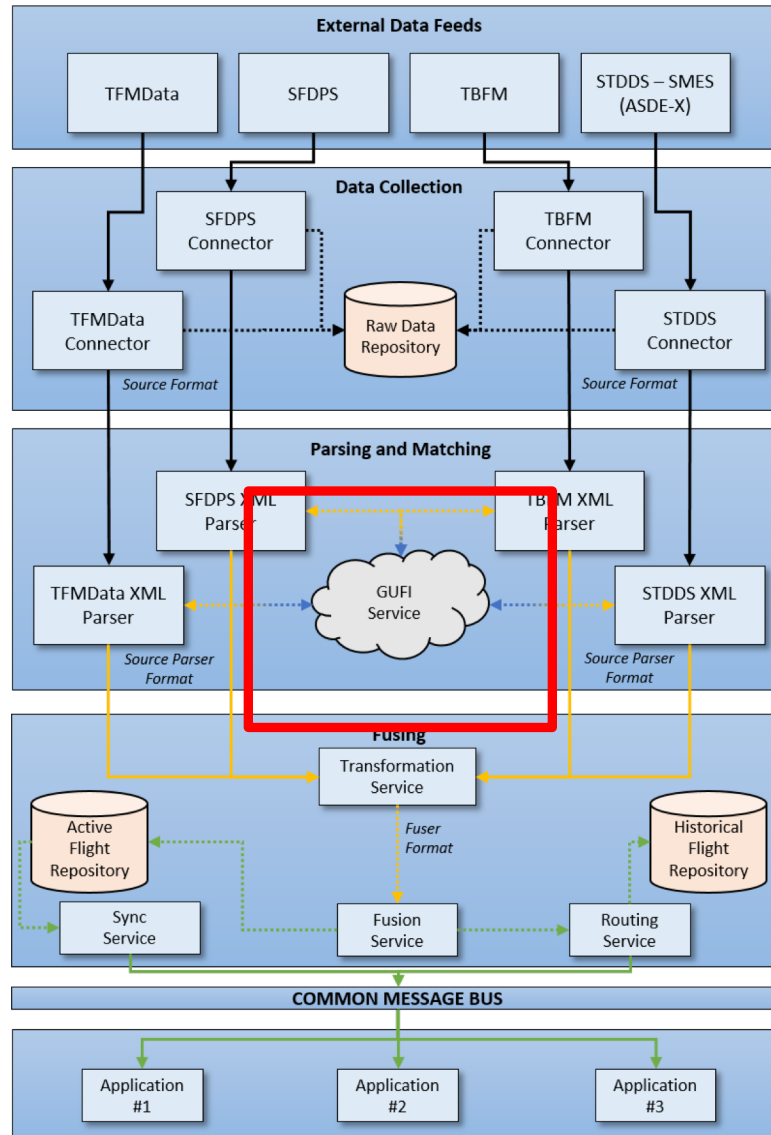 External Data Feeds
TFMData
SFDPS
TBFM
STDDS – SMES
(ASDE-X)
Data Collection
SFDPS
Connector
TBFM
Connector
TFMData
Connector
Raw Data
Repository
STDDS
Connector
Source Format
Source Format
Parsing and Matching
SFDPS XML
Parser
TBFM XML
Parser
TFMData XML
Parser
GUFI
Service
STDDS XML
Parser
Source Parser
Format
Source Parser
Format
Fusing
Transformation
Service
Active
Flight
Repository
Fuser
Format
Historical
Flight
Repository
Sync
Service
Fusion
Service
Routing
Service
COMMON MESSAGE BUS
Application
#1
Application
#2
Application
#3